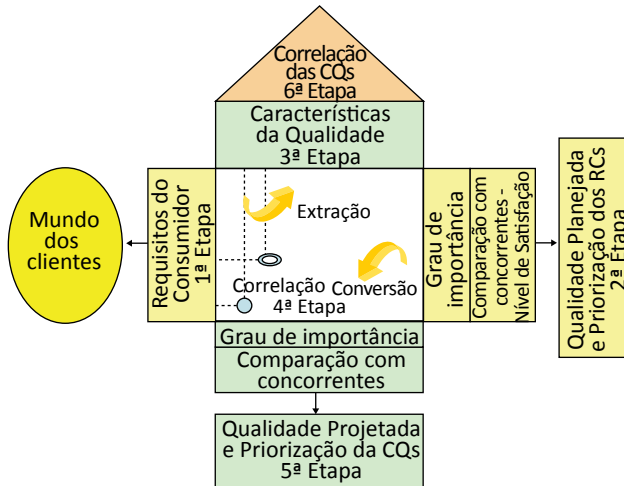 Correlação
das CQs
6ª Etapa
Características
da Qualidade
3ª Etapa
Mundo
dos
clientes
Requisitos do
Consumidor
1ª Etapa
Extração
Correlação
4ª Etapa
Conversão
Grau de
importância
Comparação com
concorrentes -
Nível de Satisfação
Qualidade Planejada
e Priorização dos RCs
2ª Etapa
Grau de importância
Comparação com
concorrentes
Qualidade Projetada
e Priorização da CQs
5ª Etapa